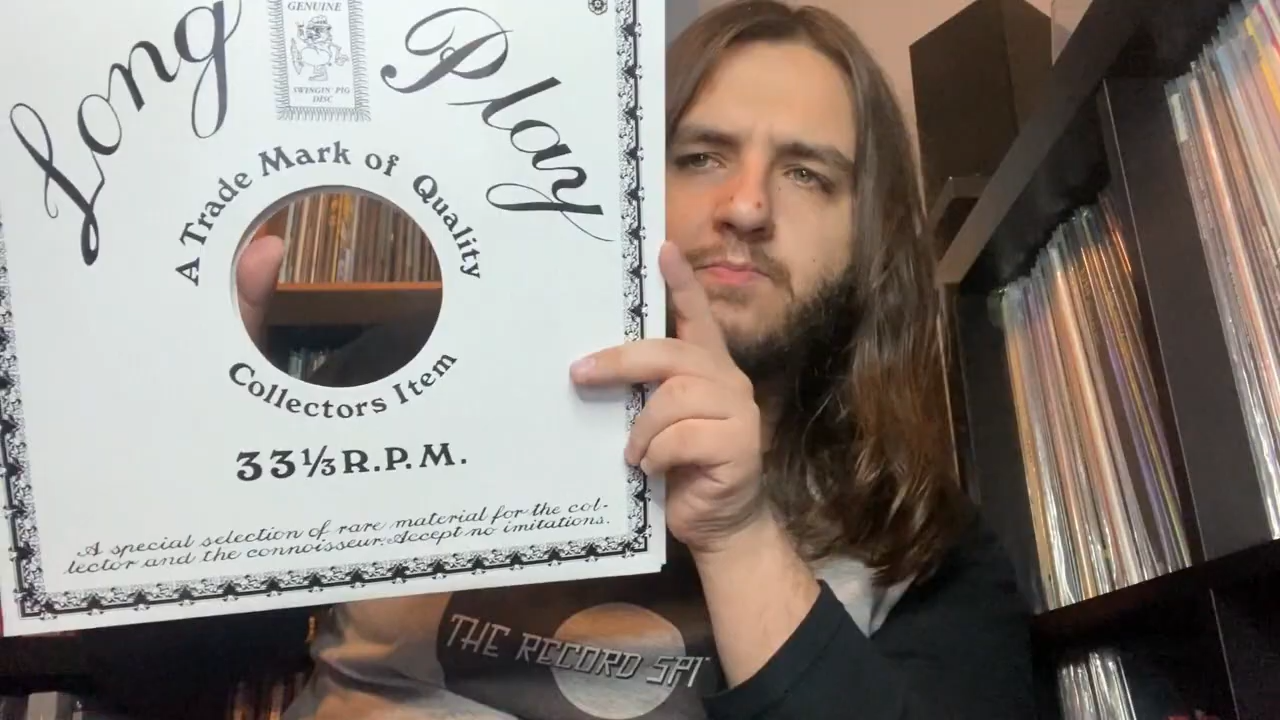 GENUINE
SWINGIN' PIG
DISC
Long Play
A Trade Mark of Quality
Collectors Item
33⅓ R.P.M.
A special selection of rare material for the col-
lector and the connoisseur. Accept no imitations.
THE RECORD SPI